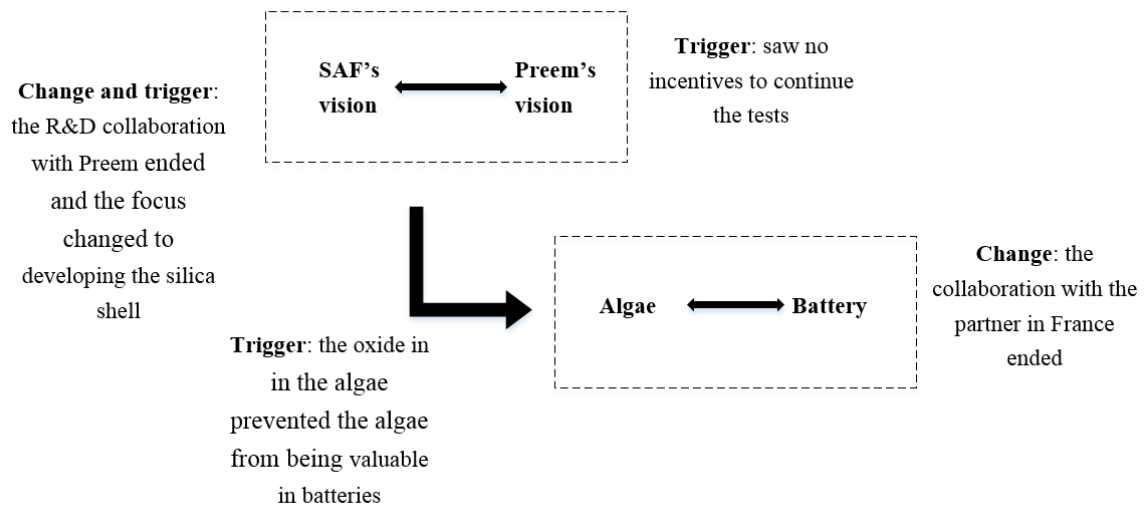 SAF's
vision
Preem's
vision
Trigger: saw no
incentives to continue
the tests
Change and trigger:
the R&D collaboration
with Preem ended
and the focus
changed to
developing the silica
shell
Algae
Battery
Change: the
collaboration with the
partner in France
ended
Trigger: the oxide in
in the algae
prevented the algae
from being valuable
in batteries